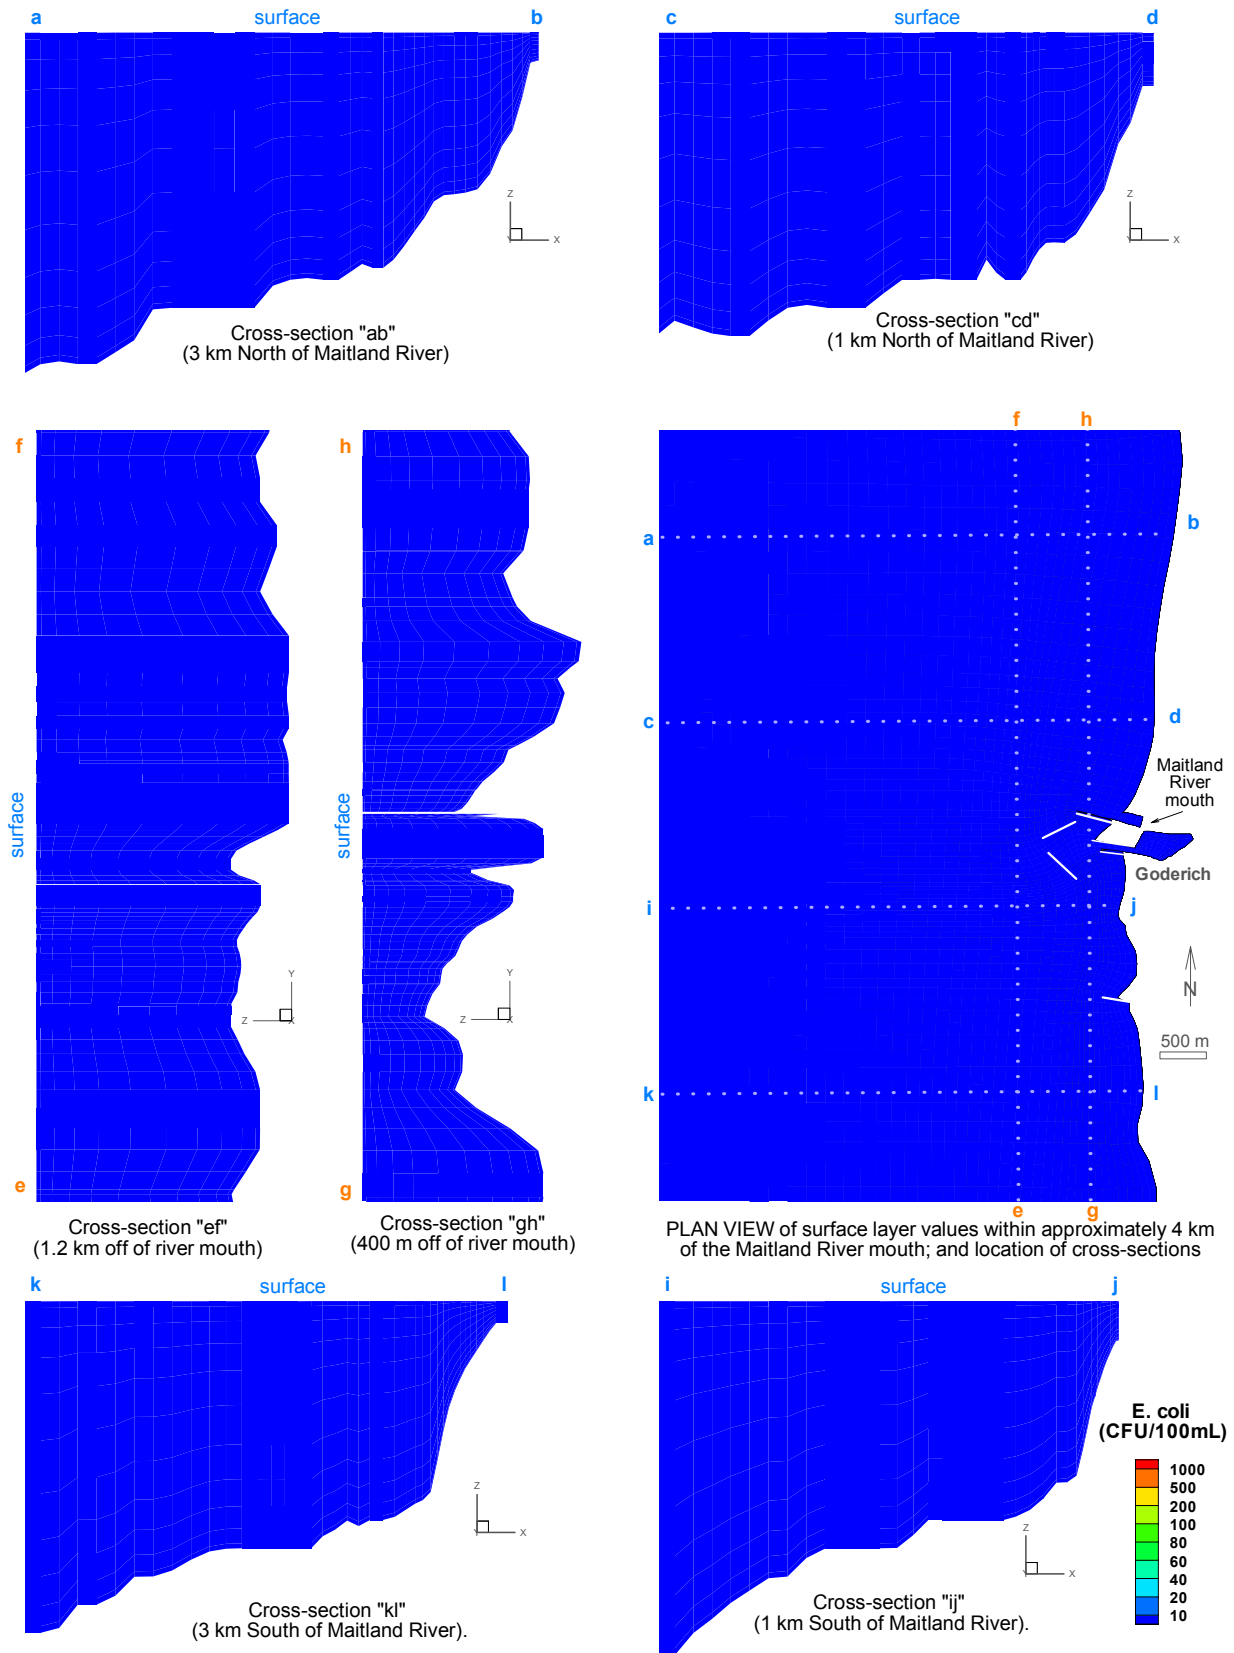 a surface b
c surface d
Z
X
Y
Z
X
Y
Cross-section "ab"
(3 km North of Maitland River)
Cross-section "cd"
(1 km North of Maitland River)
f
h
f h
a
b
c
d
surface
surface
Maitland
River
mouth
Goderich
i
j
N
500 m
k
l
Y
Z
X
Y
Z
X
e
g
e g
Cross-section "ef"
(1.2 km off of river mouth)
Cross-section "gh"
(400 m off of river mouth)
PLAN VIEW of surface layer values within approximately 4 km
of the Maitland River mouth; and location of cross-sections
k surface l
i surface j
Z
X
Y
Z
X
Y
Cross-section "kl"
(3 km South of Maitland River).
Cross-section "ij"
(1 km South of Maitland River).
E. coli
(CFU/100mL)
1000
500
200
100
80
60
40
20
10